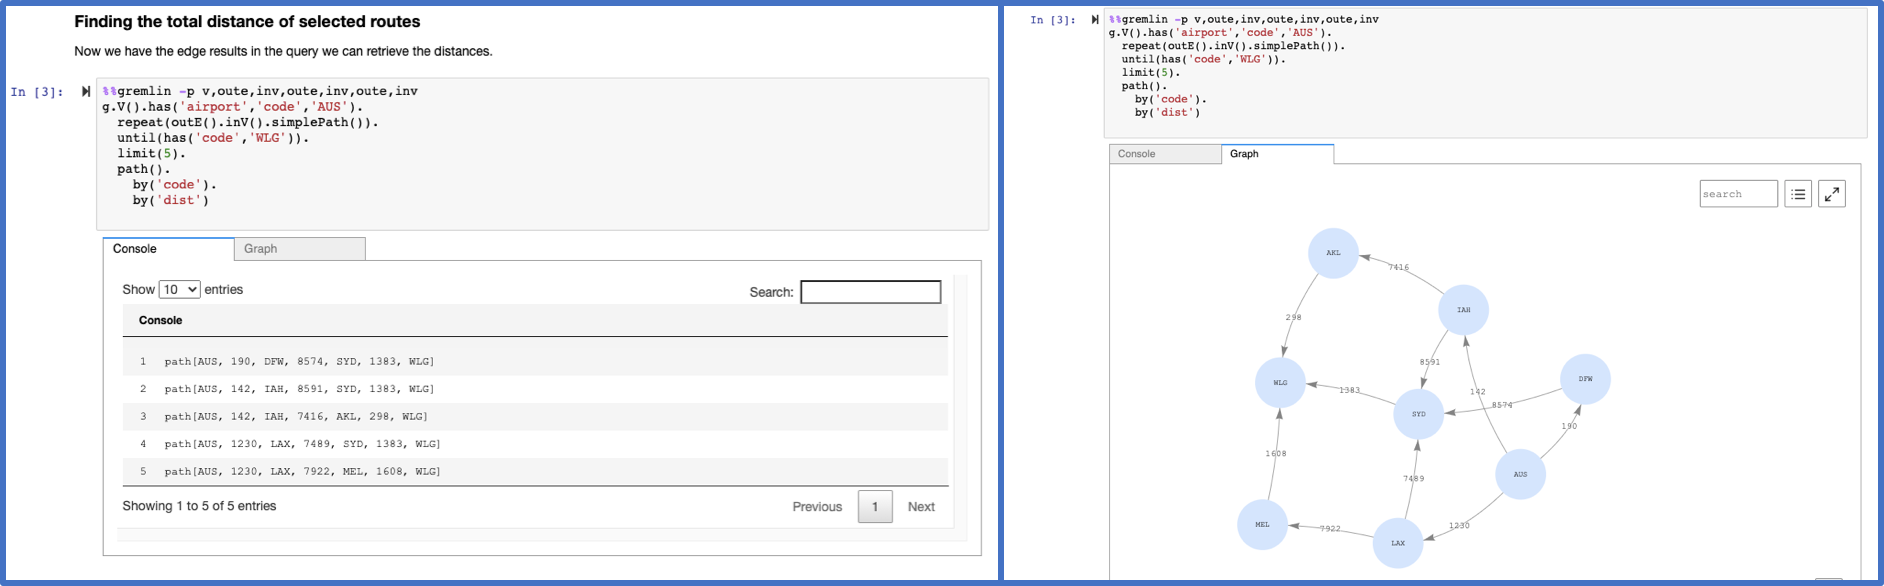 Finding the total distance of selected routes
Now we have the edge results in the query we can retrieve the distances.
In [3]:
%%gremlin -p v,oute,inv,oute,inv,oute,inv
g.V().has('airport','code','AUS').
repeat(outE().inV().simplePath()).
until(has('code','WLG')).
limit(5).
path().
by('code').
by('dist')
Console Graph
Show 10 entries Search:
Console
1 path[AUS, 190, DFW, 8574, SYD, 1383, WLG]
2 path[AUS, 142, IAH, 8591, SYD, 1383, WLG]
3 path[AUS, 142, IAH, 7416, AKL, 298, WLG]
4 path[AUS, 1230, LAX, 7489, SYD, 1383, WLG]
5 path[AUS, 1230, LAX, 7922, MEL, 1608, WLG]
Showing 1 to 5 of 5 entries Previous 1 Next
In [3]:
%%gremlin -p v,oute,inv,oute,inv,oute,inv
g.V().has('airport','code','AUS').
repeat(outE().inV().simplePath()).
until(has('code','WLG')).
limit(5).
path().
by('code').
by('dist')
Console Graph
search
AKL
7416
IAH
298
8591
DFW
WLG
1383
142
8574
SYD
190
1608
7489
AUS
MEL
7922
1230
LAX